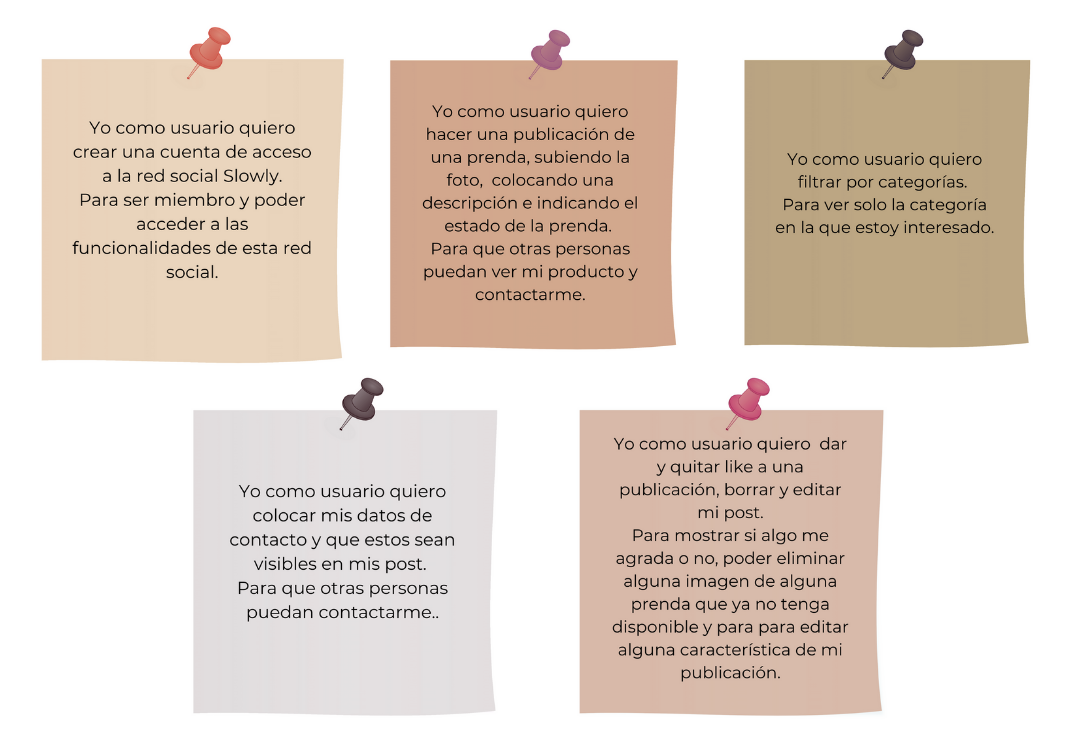 Yo como usuario quiero
crear una cuenta de acceso
a la red social Slowly.
Para ser miembro y poder
acceder a las
funcionalidades de esta red
social.
Yo como usuario quiero
hacer una publicación de
una prenda, subiendo la
foto, colocando una
descripción e indicando el
estado de la prenda.
Para que otras personas
puedan ver mi producto y
contactarme.
Yo como usuario quiero
filtrar por categorías.
Para ver solo la categoría
en la que estoy interesado.
Yo como usuario quiero
colocar mis datos de
contacto y que estos sean
visibles en mis post.
Para que otras personas
puedan contactarme..
Yo como usuario quiero dar
y quitar like a una
publicación, borrar y editar
mi post.
Para mostrar si algo me
agrada o no, poder eliminar
alguna imagen de alguna
prenda que ya no tenga
disponible y para para editar
alguna característica de mi
publicación.